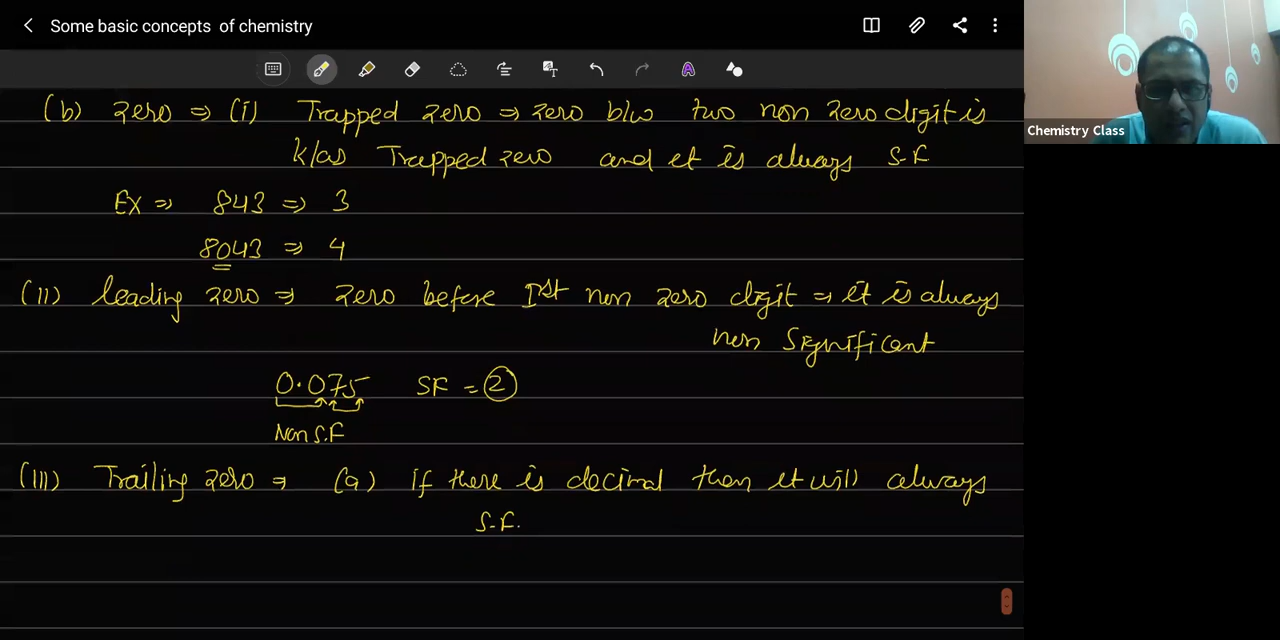 Some basic concepts of chemistry
Chemistry Class
(b) zero ⇒ (i) Trapped zero ⇒ zero b/w two non zero digit is
k/as Trapped zero and it is always S.F
Ex ⇒ 843 ⇒ 3
8043 ⇒ 4
(II) leading zero ⇒ zero before Ist non zero digit ⇒ it is always
non Significant
0.075 SF = 2
Non S.F
(III) Trailing zero ⇒ (a) if there is decimal then it will always
S.F.